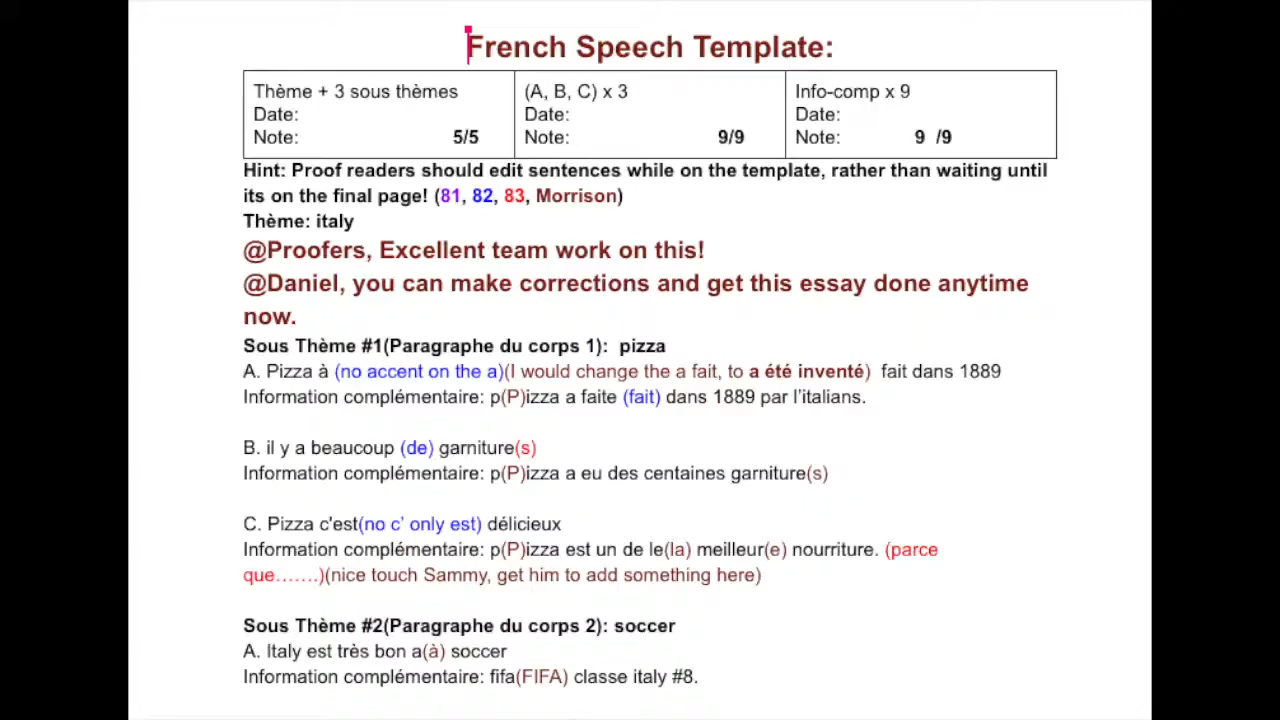 French Speech Template:
Thème + 3 sous thèmes
Date:
Note: 5/5
(A, B, C) x 3
Date:
Note: 9/9
Info-comp x 9
Date:
Note: 9 /9
Hint: Proof readers should edit sentences while on the template, rather than waiting until
its on the final page! (81, 82, 83, Morrison)
Thème: italy
@Proofers, Excellent team work on this!
@Daniel, you can make corrections and get this essay done anytime
now.
Sous Thème #1(Paragraphe du corps 1): pizza
A. Pizza à (no accent on the a)(I would change the a fait, to a été inventé) fait dans 1889
Information complémentaire: p(P)izza a faite (fait) dans 1889 par l'italians.
B. il y a beaucoup (de) garniture(s)
Information complémentaire: p(P)izza a eu des centaines garniture(s)
C. Pizza c'est(no c' only est) délicieux
Information complémentaire: p(P)izza est un de le(la) meilleur(e) nourriture. (parce
que…….)(nice touch Sammy, get him to add something here)
Sous Thème #2(Paragraphe du corps 2): soccer
A. Italy est très bon a(à) soccer
Information complémentaire: fifa(FIFA) classe italy #8.